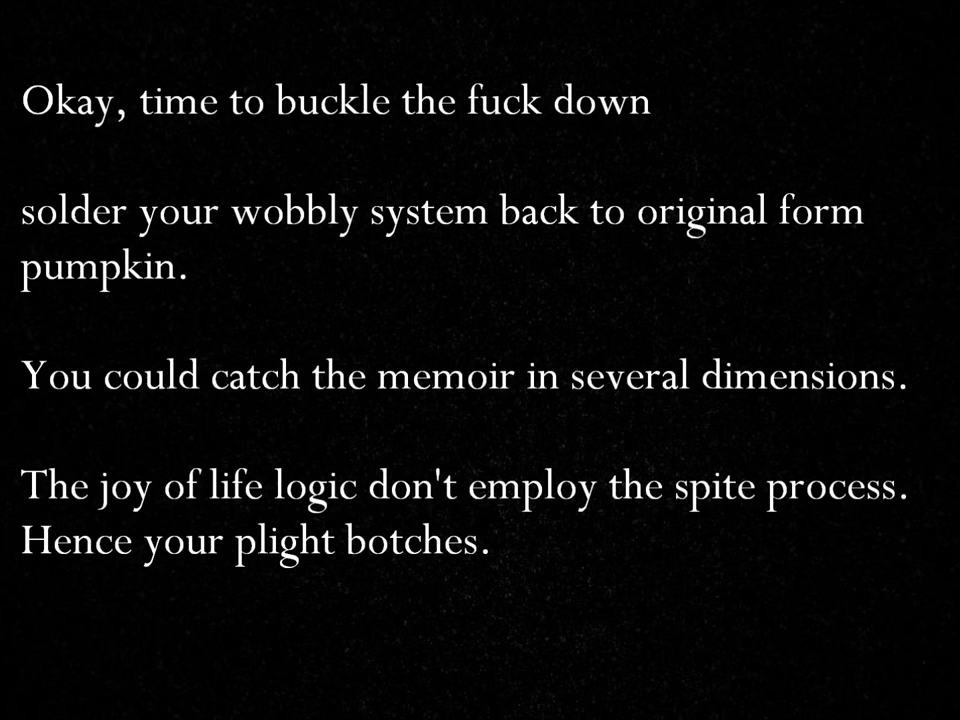 Okay, time to buckle the fuck down
solder your wobbly system back to original form
pumpkin.
You could catch the memoir in several dimensions.
The joy of life logic don't employ the spite process.
Hence your plight botches.